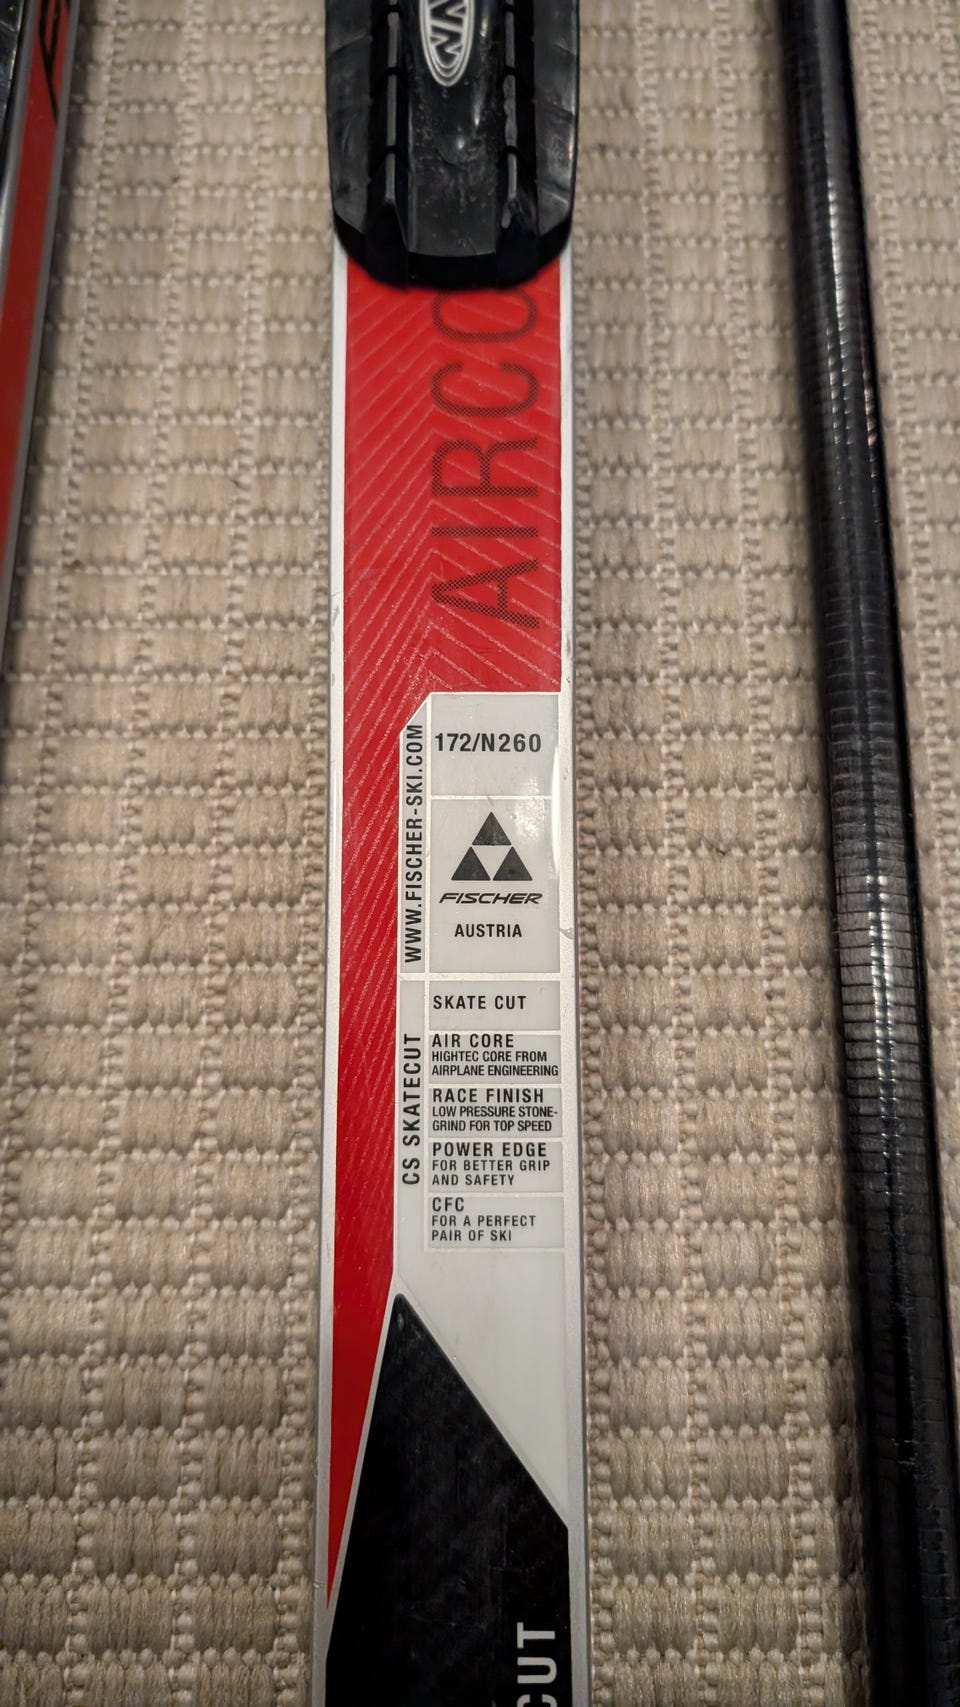 NNN
AIRCO
172/N260
WWW.FISCHER-SKI.COM
FISCHER
AUSTRIA
CS SKATECUT
SKATE CUT
AIR CORE
HIGHTEC CORE FROM
AIRPLANE ENGINEERING
RACE FINISH
LOW PRESSURE STONE-
GRIND FOR TOP SPEED
POWER EDGE
FOR BETTER GRIP
AND SAFETY
CFC
FOR A PERFECT
PAIR OF SKI
CUT